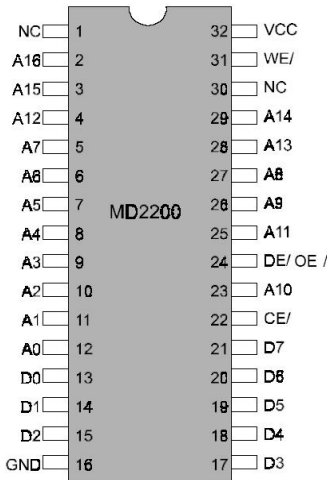 NC 1 32 VCC
A16 2 31 WE/
A15 3 30 NC
A12 4 29 A14
A7 5 28 A13
A6 6 27 A8
A5 7 26 A9
MD2200
A4 8 25 A11
A3 9 24 DE/ OE /
A2 10 23 A10
A1 11 22 CE/
A0 12 21 D7
D0 13 20 D6
D1 14 19 D5
D2 15 18 D4
GND 16 17 D3